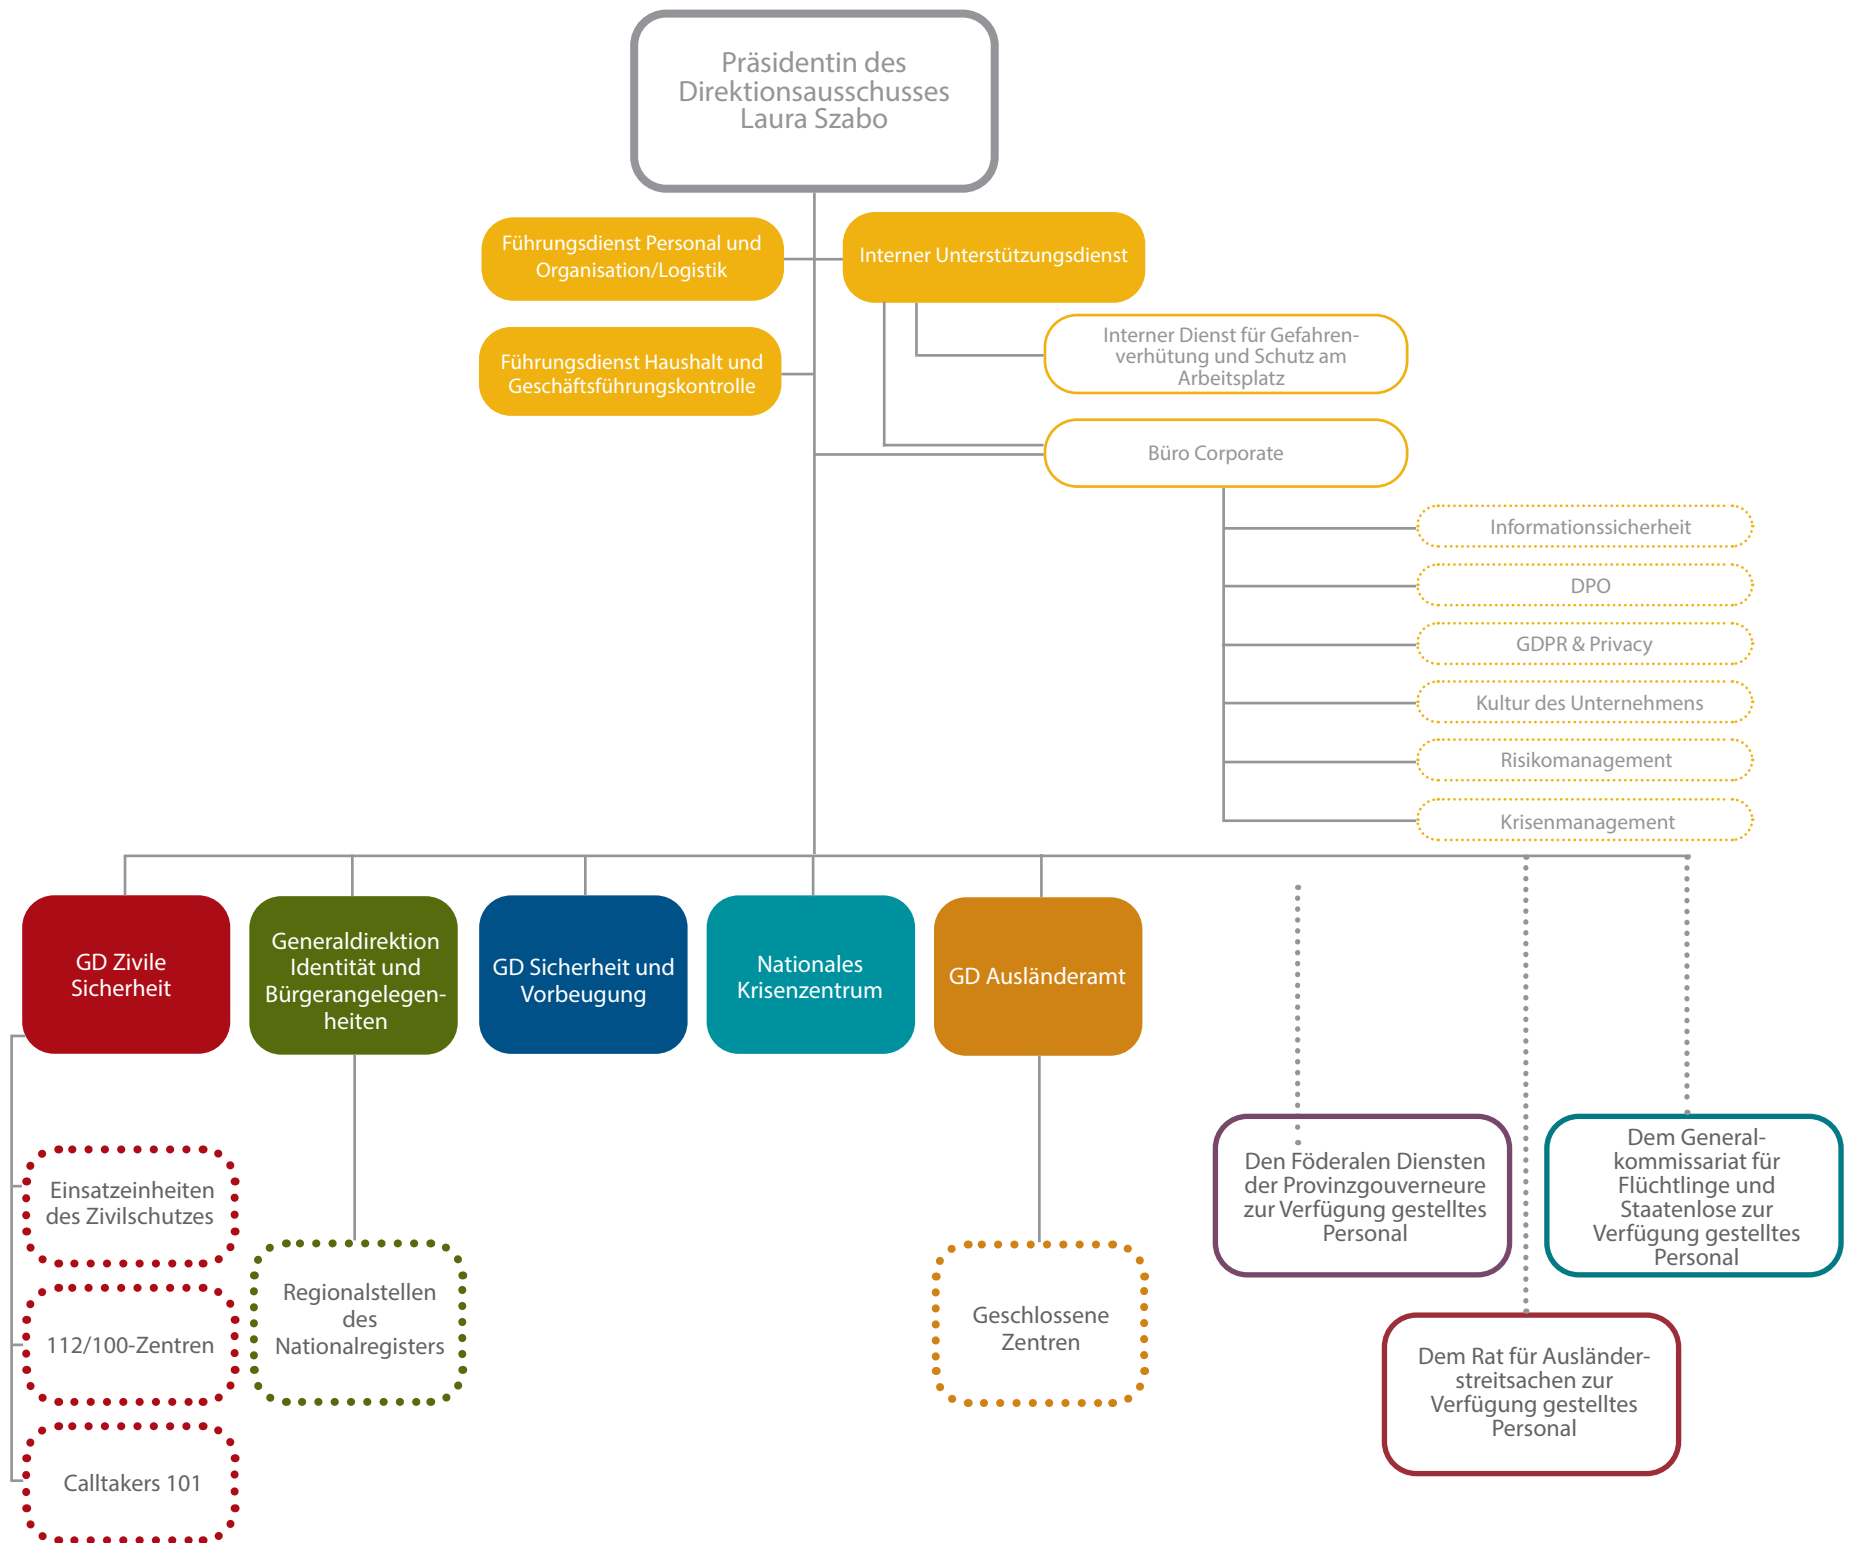 Präsidentin des
Direktionsausschusses
Laura Szabo
Führungsdienst Personal und
Organisation/Logistik
Interner Unterstützungsdienst
Führungsdienst Haushalt und
Geschäftsführungskontrolle
Interner Dienst für Gefahren-
verhütung und Schutz am
Arbeitsplatz
Büro Corporate
Informationssicherheit
DPO
GDPR & Privacy
Kultur des Unternehmens
Risikomanagement
Krisenmanagement
GD Zivile
Sicherheit
Generaldirektion
Identität und
Bürgerangelegen-
heiten
GD Sicherheit und
Vorbeugung
Nationales
Krisenzentrum
GD Ausländeramt
Einsatzeinheiten
des Zivilschutzes
112/100-Zentren
Calltakers 101
Regionalstellen
des
Nationalregisters
Geschlossene
Zentren
Den Föderalen Diensten
der Provinzgouverneure
zur Verfügung gestelltes
Personal
Dem General-
kommissariat für
Flüchtlinge und
Staatenlose zur
Verfügung gestelltes
Personal
Dem Rat für Ausländer-
streitsachen zur
Verfügung gestelltes
Personal